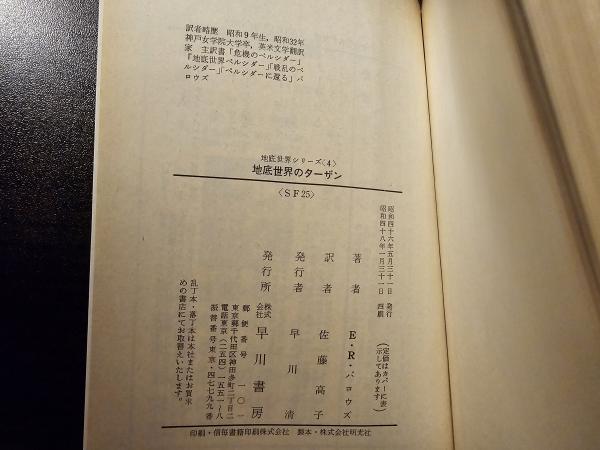 訳者略歴 昭和9年生,昭和32年
神戸女学院大学卒,英米文学翻訳
家 主訳書「危機のペルシダー」
『地底世界ペルシダー」「戦乱のペ
ルシダー」「ペルシダーに還る」バ
ロウズ
地底世界シリーズ〈4〉
地底世界のターザン
〈SF25〉
昭和四十六年五月三十一日 発行
昭和四十八年一月三十一日 四版
(定価はカバーに表
示してあります)
著者 E・R・バロウズ
訳者 佐藤高子
発行者 早川清
発行所 株式会社 早川書房
郵便番号 一〇一
東京都千代田区神田多町二丁目二
電話東京(二五四)一五五一~八
振替番号東京・四七七九九番
乱丁本・落丁本は本社またはお買求
めの書店にてお取替えいたします。
印刷・信毎書籍印刷株式会社 製本・株式会社明光社